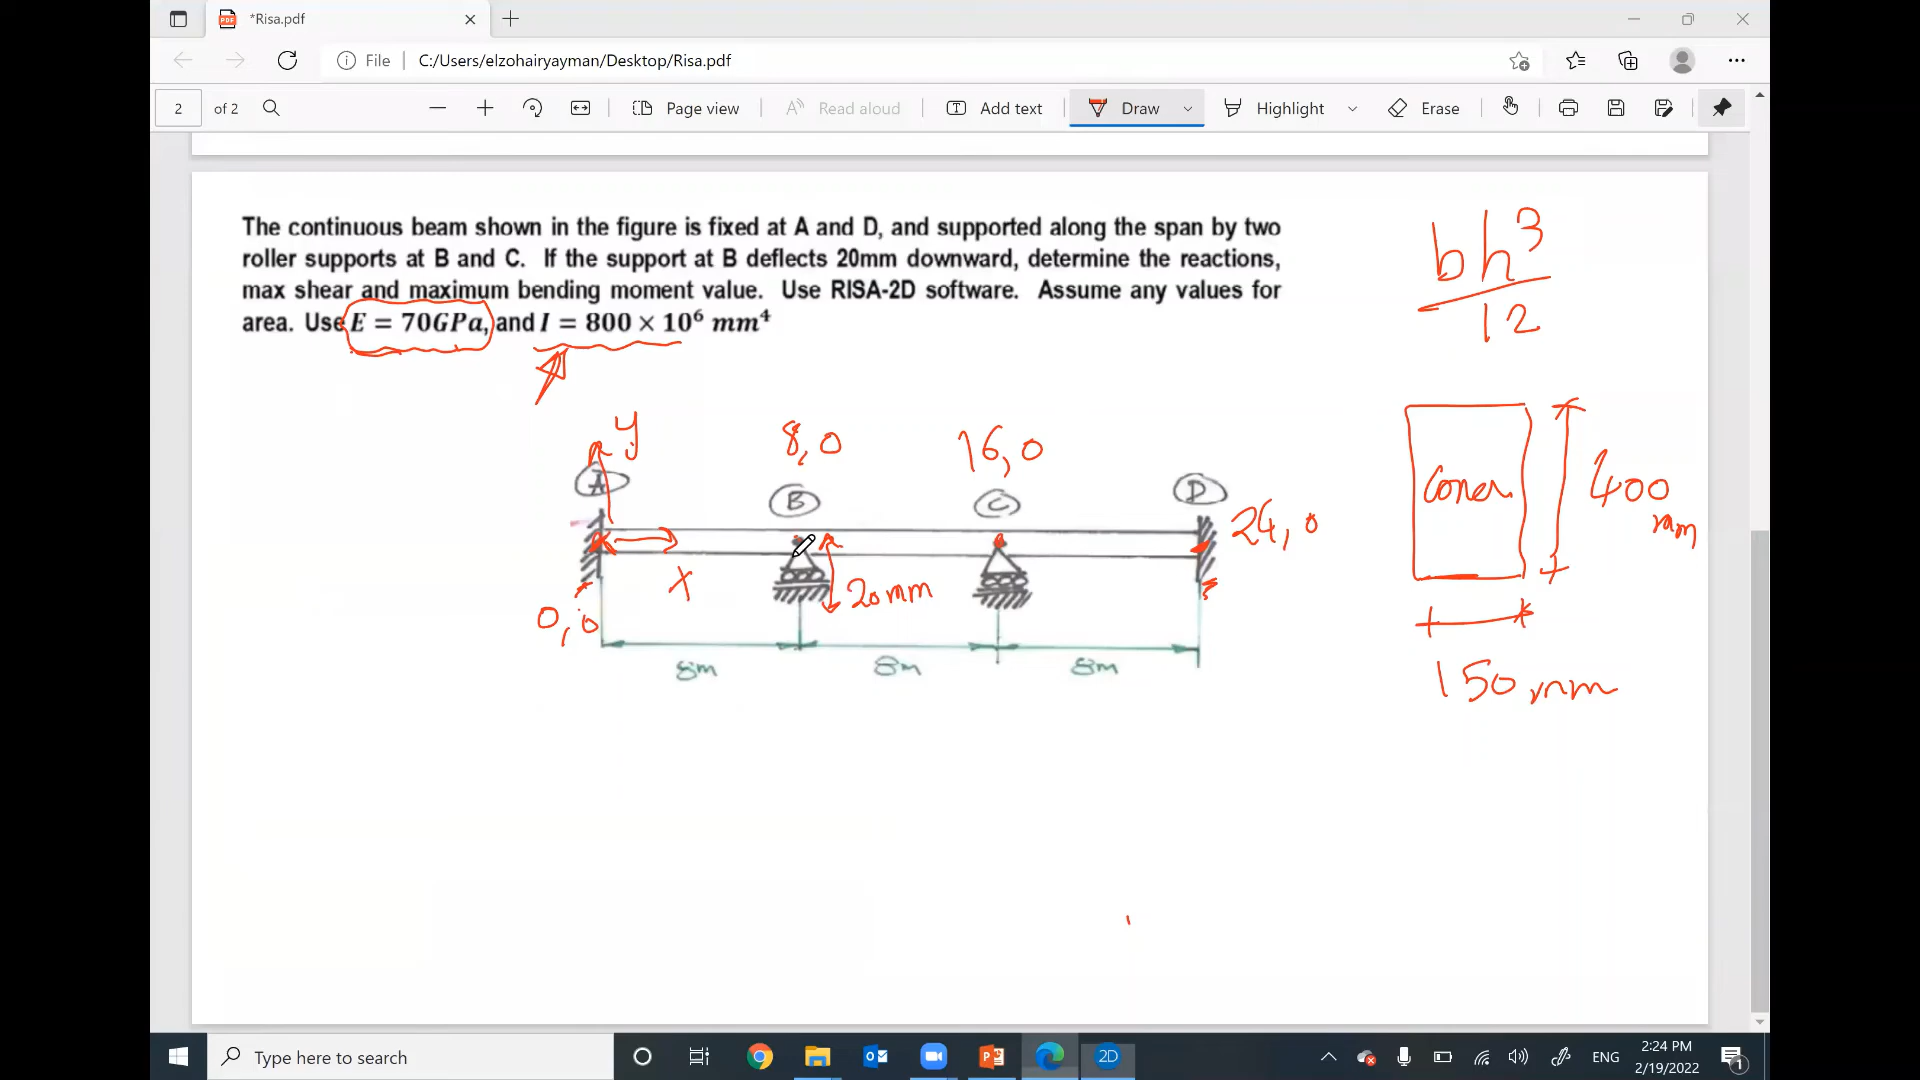 *Risa.pdf
File
C:/Users/elzohairyayman/Desktop/Risa.pdf
2 of 2
Page view
Read aloud
Add text
Draw
Highlight
Erase
The continuous beam shown in the figure is fixed at A and D, and supported along the span by two
roller supports at B and C. If the support at B deflects 20mm downward, determine the reactions,
max shear and maximum bending moment value. Use RISA-2D software. Assume any values for
area. Use E = 70GPa, and I = 800 × 10⁶ mm⁴
bh³
12
y
8,0
16,0
A
B
C
D
24,0
Concr
400
mm
x
20mm
0,0
8m
8m
8m
150mm
Type here to search
2D
ENG
2:24 PM
2/19/2022
1